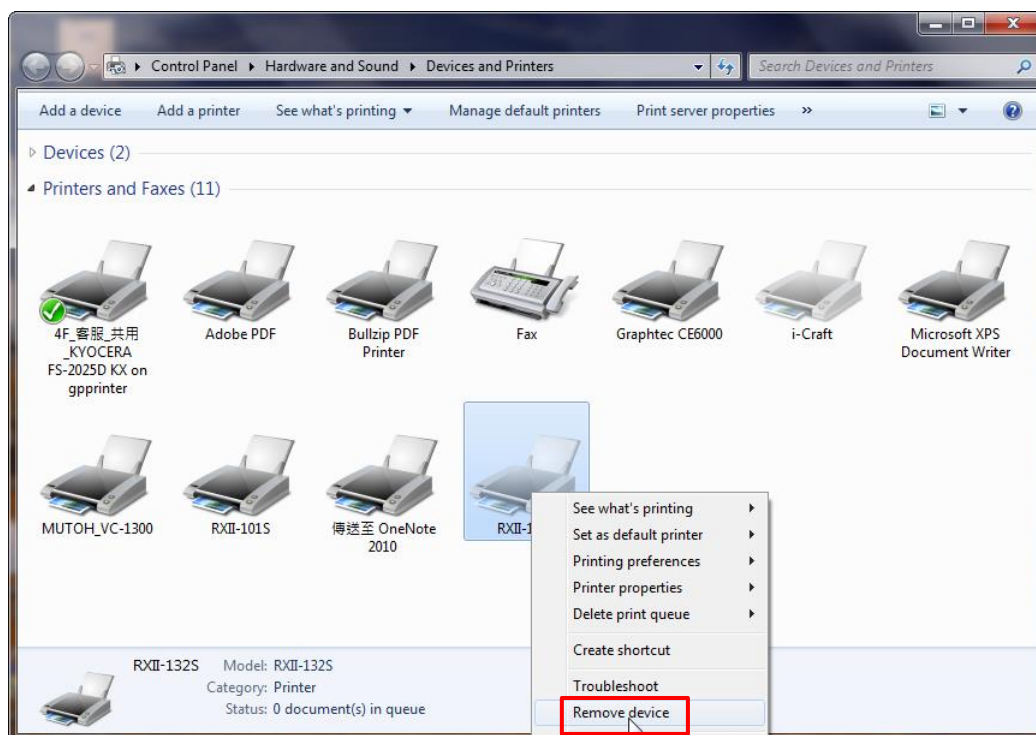 Control Panel Hardware and Sound Devices and Printers
Search Devices and Printers
Add a device Add a printer See what's printing Manage default printers Print server properties »
Devices (2)
Printers and Faxes (11)
4F_客服_共用
_KYOCERA
FS-2025D KX on
gpprinter
Adobe PDF
Bullzip PDF
Printer
Fax
Graphtec CE6000
i-Craft
Microsoft XPS
Document Writer
MUTOH_VC-1300
RXII-101S
傳送至 OneNote
2010
RXII-1
See what's printing
Set as default printer
Printing preferences
Printer properties
Delete print queue
Create shortcut
Troubleshoot
Remove device
RXII-132S Model: RXII-132S
Category: Printer
Status: 0 document(s) in queue